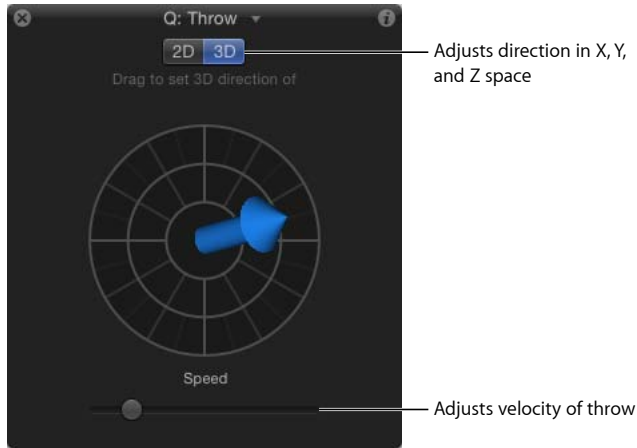 Q: Throw
i
2D 3D
Adjusts direction in X, Y,
and Z space
Drag to set 3D direction of
Speed
Adjusts velocity of throw